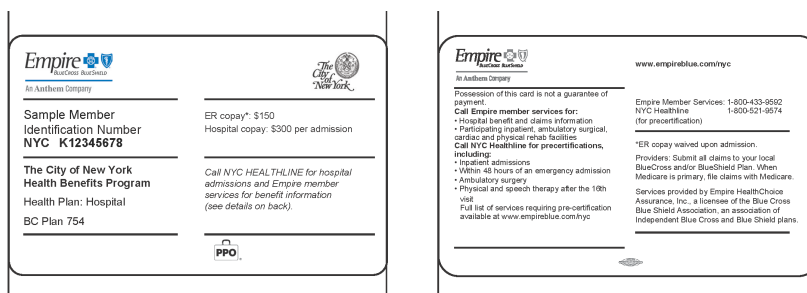 Empire
BLUECROSS BLUESHIELD
An Anthem Company
The
City
of
New York
Sample Member
Identification Number
NYC K12345678
ER copay*: $150
Hospital copay: $300 per admission
The City of New York
Health Benefits Program
Health Plan: Hospital
BC Plan 754
Call NYC HEALTHLINE for hospital
admissions and Empire member
services for benefit information
(see details on back).
PPO
Empire
BLUECROSS BLUESHIELD
An Anthem Company
www.empireblue.com/nyc
Possession of this card is not a guarantee of
payment.
Call Empire member services for:
• Hospital benefit and claims information
• Participating inpatient, ambulatory surgical,
cardiac and physical rehab facilities
Call NYC Healthline for precertifications,
including:
• Inpatient admissions
• Within 48 hours of an emergency admission
• Ambulatory surgery
• Physical and speech therapy after the 16th
visit
Full list of services requiring pre-certification
available at www.empireblue.com/nyc
Empire Member Services: 1-800-433-9592
NYC Healthline 1-800-521-9574
(for precertification)
*ER copay waived upon admission.
Providers: Submit all claims to your local
BlueCross and/or BlueShield Plan. When
Medicare is primary, file claims with Medicare.
Services provided by Empire HealthChoice
Assurance, Inc., a licensee of the Blue Cross
Blue Shield Association, an association of
Independent Blue Cross and Blue Shield plans.